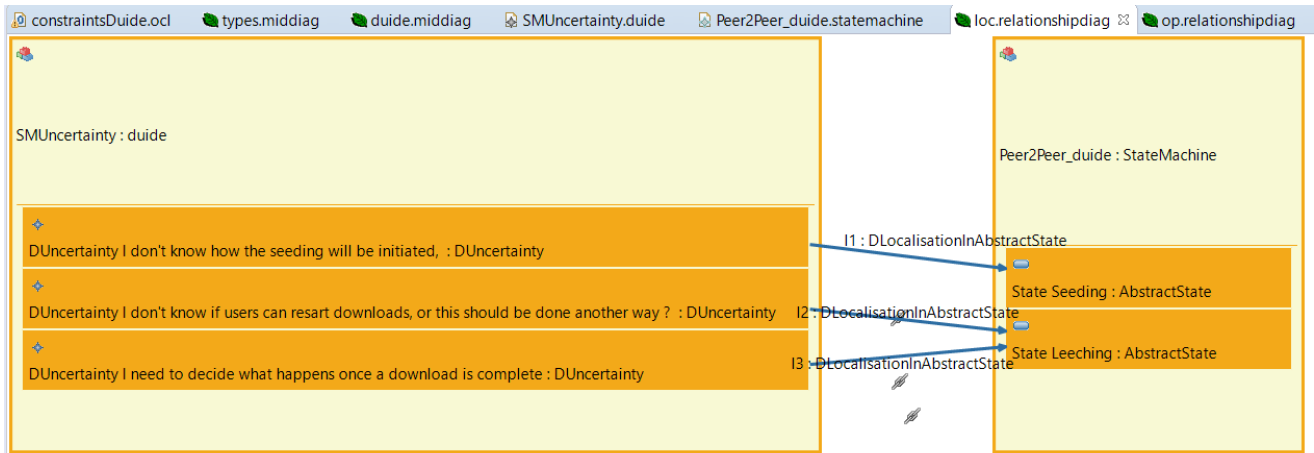 constraintsDuide.ocl types.middiag duide.middiag SMUncertainty.duide Peer2Peer_duide.statemachine loc.relationshipdiag op.relationshipdiag
SMUncertainty : duide
DUncertainty I don't know how the seeding will be initiated, : DUncertainty
DUncertainty I don't know if users can resart downloads, or this should be done another way ? : DUncertainty
DUncertainty I need to decide what happens once a download is complete : DUncertainty
l1 : DLocalisationInAbstractState
l2 : DLocalisationInAbstractState
l3 : DLocalisationInAbstractState
Peer2Peer_duide : StateMachine
State Seeding : AbstractState
State Leeching : AbstractState